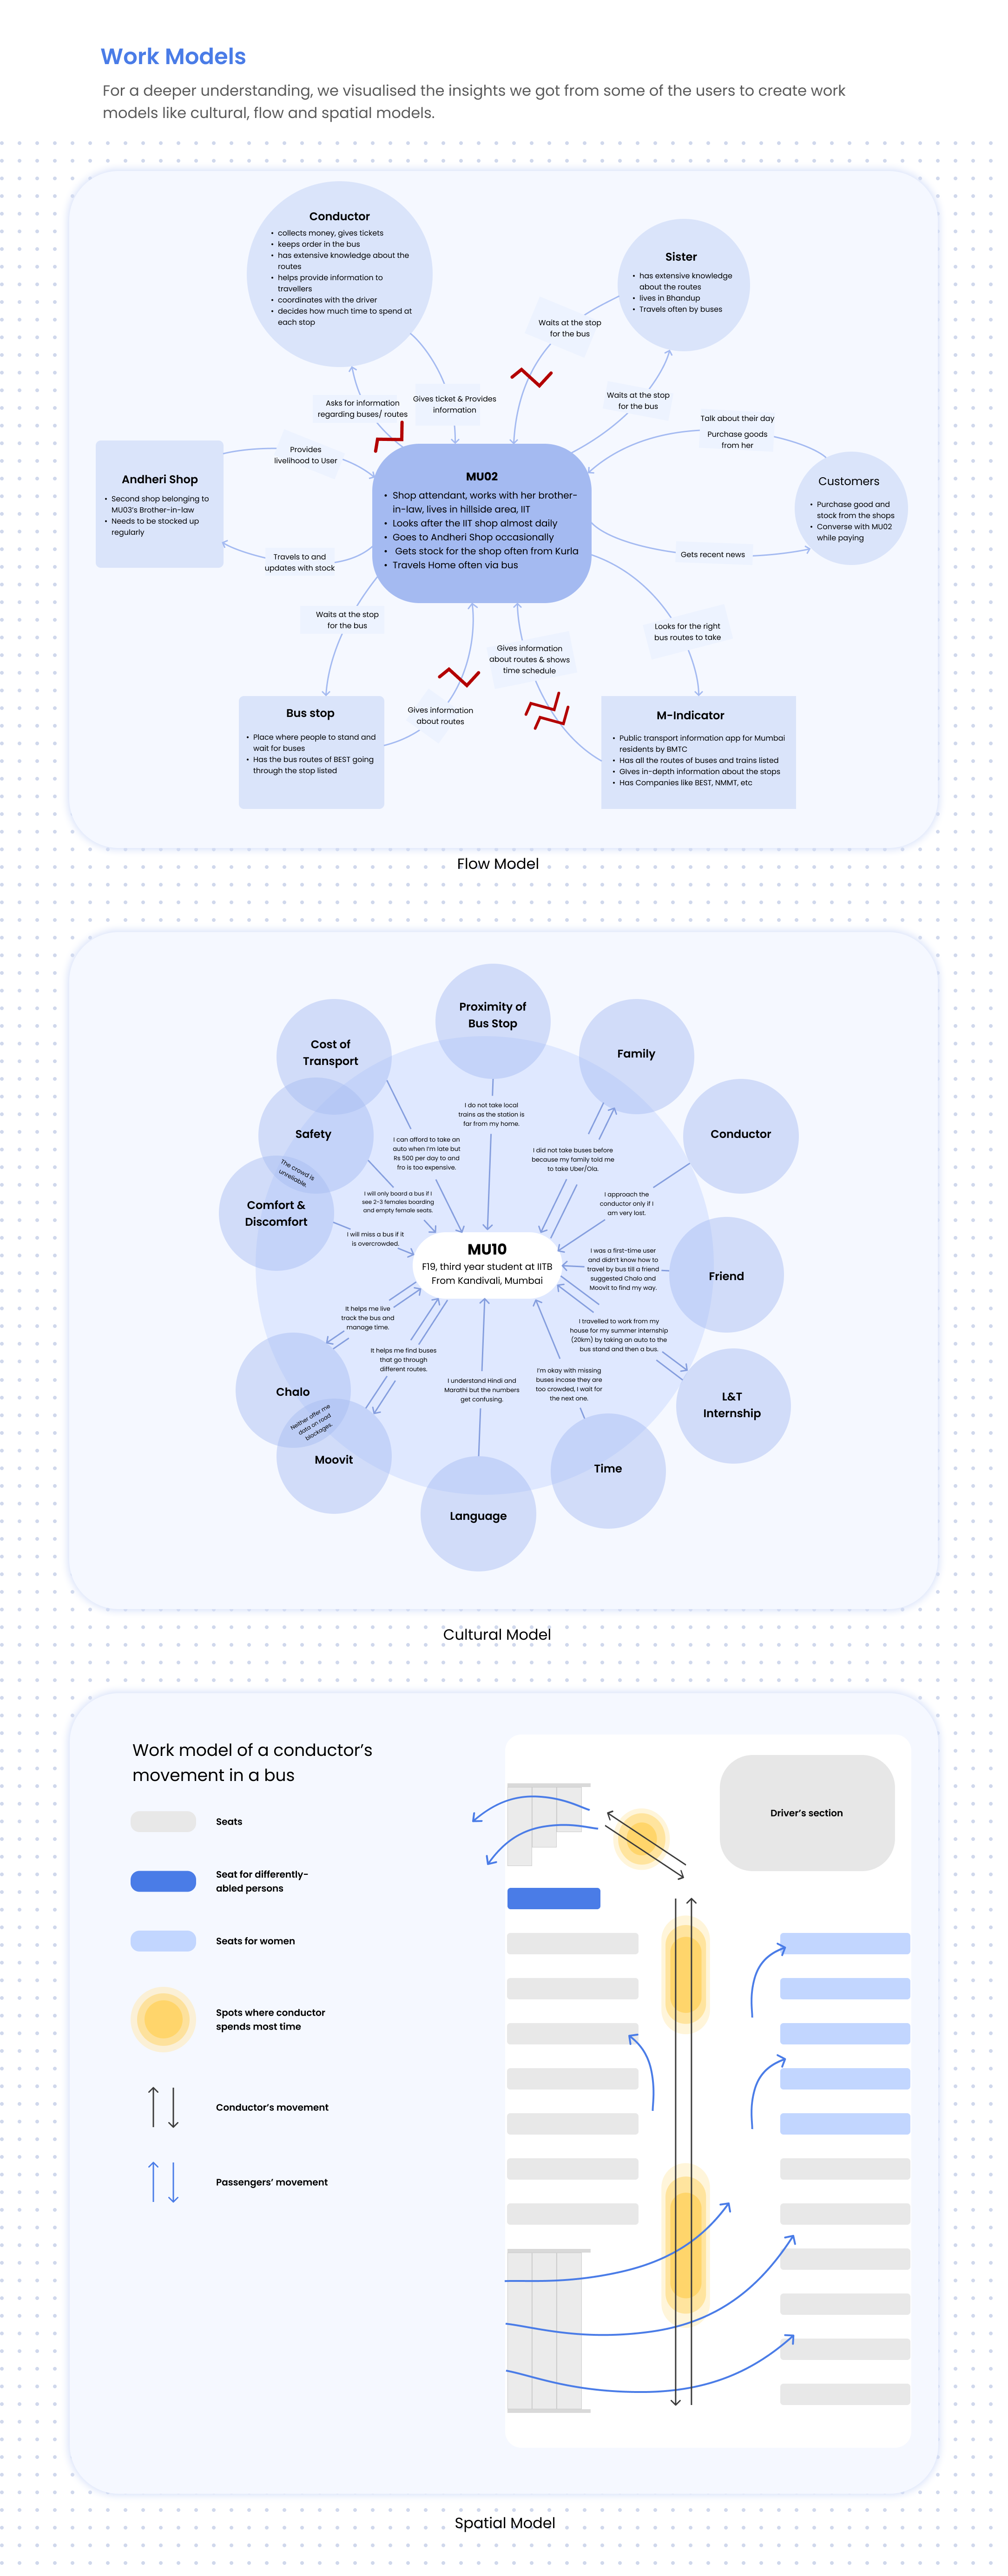 Work Models
For a deeper understanding, we visualised the insights we got from some of the users to create work
models like cultural, flow and spatial models.
Conductor
• collects money, gives tickets
• keeps order in the bus
• has extensive knowledge about the
routes
• helps provide information to
travellers
• coordinates with the driver
• decides how much time to spend at
each stop
Sister
• has extensive knowledge
about the routes
• lives in Bhandup
• Travels often by buses
Waits at the stop
for the bus
Asks for information
regarding buses/ routes
Gives ticket & Provides
information
Waits at the stop
for the bus
Talk about their day
Purchase goods
from her
Provides
livelihood to User
Andheri Shop
• Second shop belonging to
MU03's Brother-in-law
• Needs to be stocked up
regularly
MU02
• Shop attendant, works with her brother-
in-law, lives in hillside area, IIT
• Looks after the IIT shop almost daily
• Goes to Andheri Shop occasionally
• Gets stock for the shop often from Kurla
• Travels Home often via bus
Customers
• Purchase good and
stock from the shops
• Converse with MU02
while paying
Travels to and
updates with stock
Gets recent news
Waits at the stop
for the bus
Looks for the right
bus routes to take
Gives information
about routes & shows
time schedule
Gives information
about routes
Bus stop
• Place where people to stand and
wait for buses
• Has the bus routes of BEST going
through the stop listed
M-Indicator
• Public transport information app for Mumbai
residents by BMTC
• Has all the routes of buses and trains listed
• Gives in-depth information about the stops
• Has Companies like BEST, NMMT, etc
Flow Model
Proximity of
Bus Stop
Cost of
Transport
Family
Safety
Conductor
The crowd is
unreliable.
Comfort &
Discomfort
I do not take local
trains as the station is
far from my home.
I can afford to take an
auto when I'm late but
Rs 500 per day to and
fro is too expensive.
I did not take buses before
because my family told me
to take Uber/Ola.
I will only board a bus if I
see 2-3 females boarding
and empty female seats.
I approach the
conductor only if I
am very lost.
I will miss a bus if it
is overcrowded.
MU10
F19, third year student at IITB
From Kandivali, Mumbai
I was a first-time user
and didn't know how to
travel by bus till a friend
suggested Chalo and
Moovit to find my way.
Friend
It helps me live
track the bus and
manage time.
I travelled to work from my
house for my summer internship
(20km) by taking an auto to the
bus stand and then a bus.
It helps me find buses
that go through
different routes.
I understand Hindi and
Marathi but the numbers
get confusing.
I'm okay with missing
buses incase they are
too crowded, I wait for
the next one.
Chalo
Neither offer me
data on road
blockages.
Moovit
L&T
Internship
Time
Language
Cultural Model
Work model of a conductor's
movement in a bus
Seats
Seat for differently-
abled persons
Seats for women
Spots where conductor
spends most time
Conductor's movement
Passengers' movement
Driver's section
Spatial Model